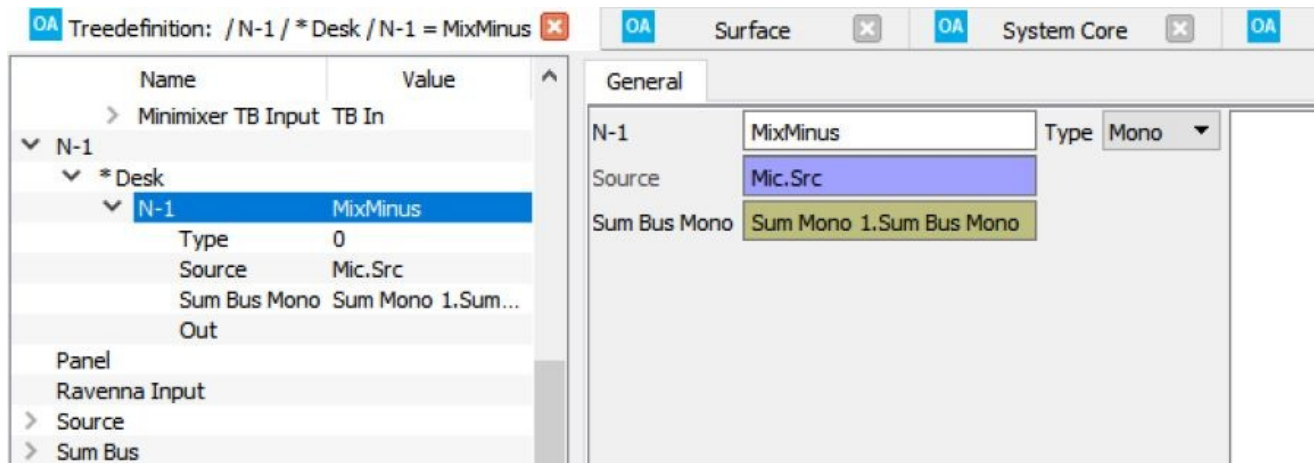 OA Treedefinition: / N-1 / * Desk / N-1 = MixMinus
OA Surface
OA System Core
OA
Name Value
Minimixer TB Input TB In
N-1
* Desk
N-1 MixMinus
Type 0
Source Mic.Src
Sum Bus Mono Sum Mono 1.Sum...
Out
Panel
Ravenna Input
Source
Sum Bus
General
N-1 MixMinus Type Mono
Source Mic.Src
Sum Bus Mono Sum Mono 1.Sum Bus Mono